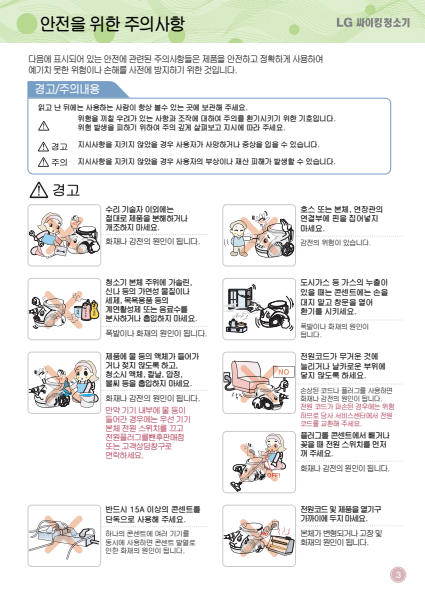 안전을 위한 주의사항
LG 싸이킹청소기
다음에 표시되어 있는 안전에 관련된 주의사항들은 제품을 안전하고 정확하게 사용하여
예기치 못한 위험이나 손해를 사전에 방지하기 위한 것입니다.
경고/주의내용
읽고 난 뒤에는 사용하는 사람이 항상 볼수 있는 곳에 보관해 주세요.
위험을 끼칠 우려가 있는 사항과 조작에 대하여 주의를 환기시키기 위한 기호입니다.
위험 발생을 피하기 위하여 주의 깊게 살펴보고 지시에 따라 주세요.
경고 지시사항을 지키지 않았을 경우 사용자가 사망하거나 중상을 입을 수 있습니다.
주의 지시사항을 지키지 않았을 경우 사용자의 부상이나 재산 피해가 발생할 수 있습니다.
경고
수리 기술자 이외에는
절대로 제품을 분해하거나
개조하지 마세요.
화재나 감전의 원인이 됩니다.
호스 또는 본체, 연장관의
연결부에 핀을 집어넣지
마세요.
감전의 위험이 있습니다.
청소기 본체 주위에 가솔린,
신나 등의 가연성 물질이나
세제, 목욕용품 등의
계면활성제 또는 음료수를
분사하거나 흡입하지 마세요.
폭발이나 화재의 원인이 됩니다.
도시가스 등 가스의 누출이
있을 때는 콘센트에는 손을
대지 말고 창문을 열어
환기를 시키세요.
폭발이나 화재의 원인이
됩니다.
제품에 물 등의 액체가 들어가
거나 젖지 않도록 하고,
청소시 액체, 칼날, 압정,
불씨 등을 흡입하지 마세요.
화재나 감전의 원인이 됩니다.
만약 기기 내부에 물 등이
들어간 경우에는 우선 기기
본체 전원 스위치를 끄고
전원플러그를뺀후판매점
또는 고객상담창구로
연락하세요.
NO
전원코드가 무거운 것에
눌리거나 날카로운 부위에
닿지 않도록 하세요.
손상된 코드나 플러그를 사용하면
화재나 감전의 원인이 됩니다.
전원 코드가 파손된 경우에는 위험
하므로 당사 서비스센터에서 전원
코드를 교환해 주세요.
OFF!
플러그를 콘센트에서 빼거나
꽂을 때 전원 스위치를 먼저
꺼 주세요.
화재나 감전의 원인이 됩니다.
반드시 15A 이상의 콘센트를
단독으로 사용해 주세요.
하나의 콘센트에 여러 기기를
동시에 사용하면 콘센트 발열로
인한 화재의 원인이 됩니다.
전원코드 및 제품을 열기구
가까이에 두지 마세요.
본체가 변형되거나 고장 및
화재의 원인이 됩니다.
3